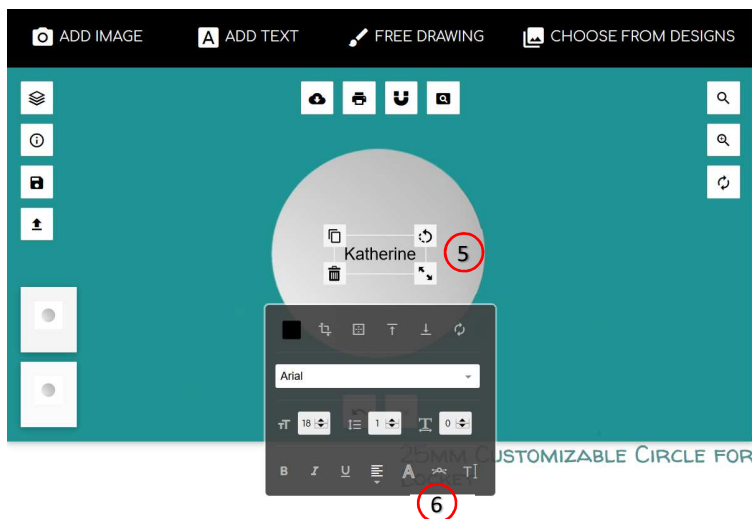 ADD IMAGE
A ADD TEXT
FREE DRAWING
CHOOSE FROM DESIGNS
Katherine
5
Arial
18
1
0
25MM CUSTOMIZABLE CIRCLE FOR
LOCKET
B I U A T
6